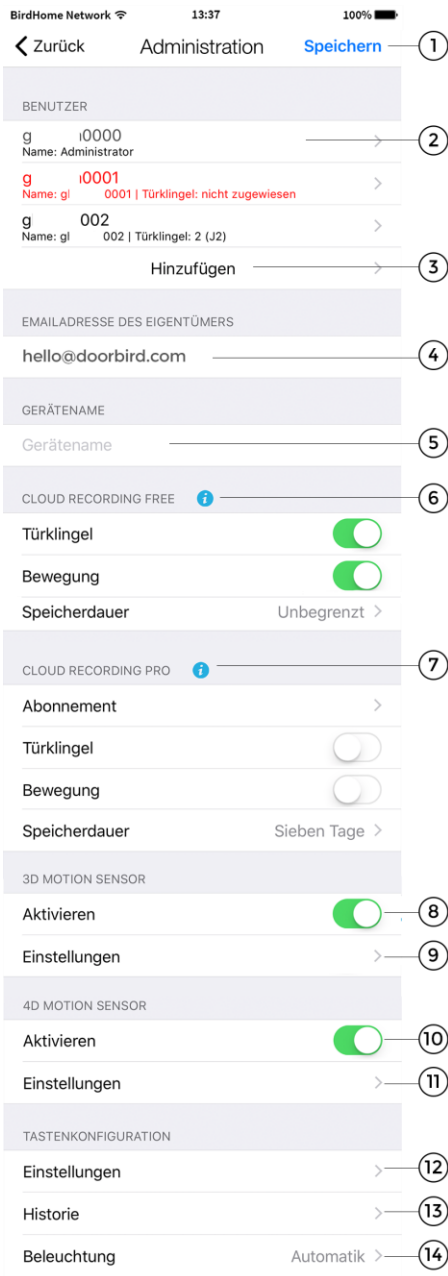 BirdHome Network 13:37 100%
Zurück Administration Speichern 1
BENUTZER
g 0000 2
Name: Administrator
g 0001
Name: gl 0001 | Türklingel: nicht zugewiesen
g 002
Name: gl 002 | Türklingel: 2 (J2)
Hinzufügen 3
EMAILADRESSE DES EIGENTÜMERS
hello@doorbird.com 4
GERÄTENAME
Gerätename 5
CLOUD RECORDING FREE i 6
Türklingel
Bewegung
Speicherdauer Unbegrenzt
CLOUD RECORDING PRO i 7
Abonnement
Türklingel
Bewegung
Speicherdauer Sieben Tage
3D MOTION SENSOR
Aktivieren 8
Einstellungen 9
4D MOTION SENSOR
Aktivieren 10
Einstellungen 11
TASTENKONFIGURATION
Einstellungen 12
Historie 13
Beleuchtung Automatik 14